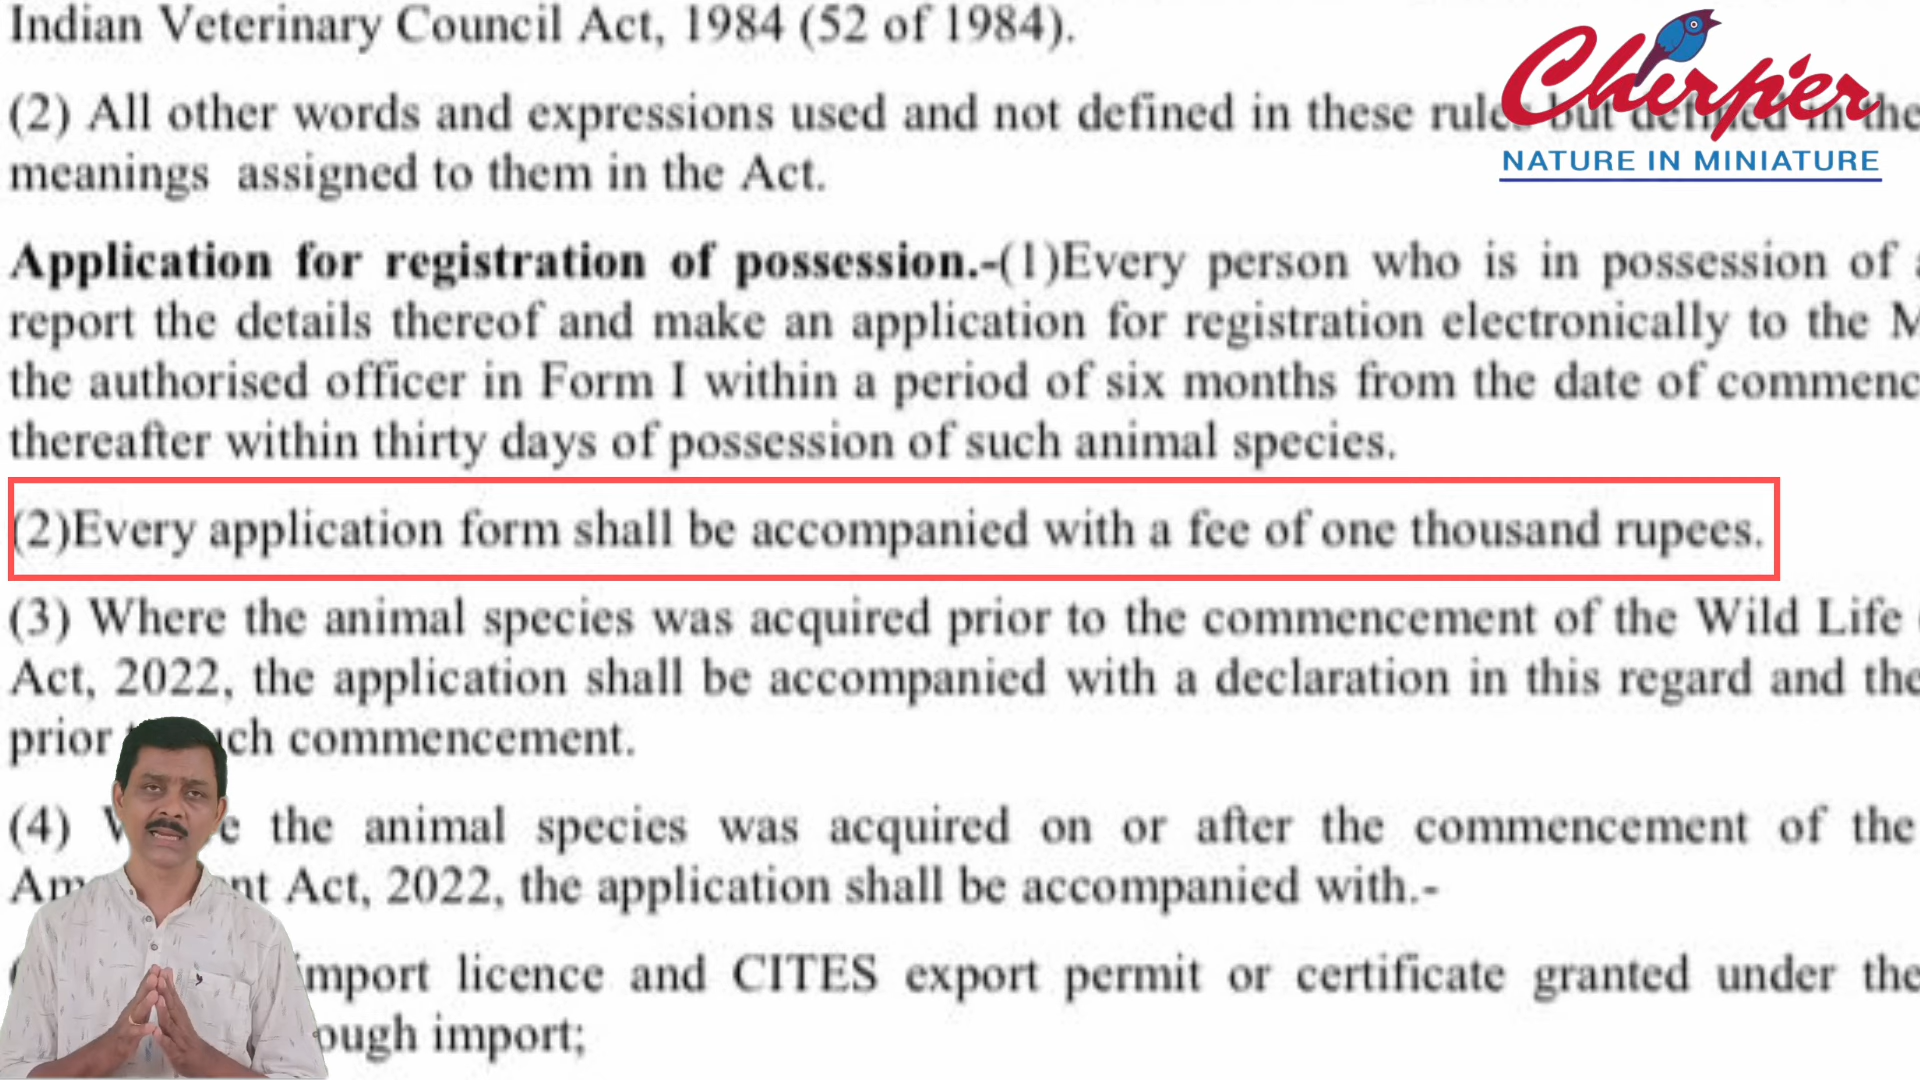 Indian Veterinary Council Act, 1984 (52 of 1984).
(2) All other words and expressions used and not defined in these rules but defined in the
meanings assigned to them in the Act.
Chirper
NATURE IN MINIATURE
Application for registration of possession.-(1)Every person who is in possession of
report the details thereof and make an application for registration electronically to the M
the authorised officer in Form I within a period of six months from the date of commenc
thereafter within thirty days of possession of such animal species.
(2)Every application form shall be accompanied with a fee of one thousand rupees.
(3) Where the animal species was acquired prior to the commencement of the Wild Life
Act, 2022, the application shall be accompanied with a declaration in this regard and the
prior ch commencement.
(4) e the animal species was acquired on or after the commencement of the
Am nt Act, 2022, the application shall be accompanied with.-
import licence and CITES export permit or certificate granted under the
ough import;